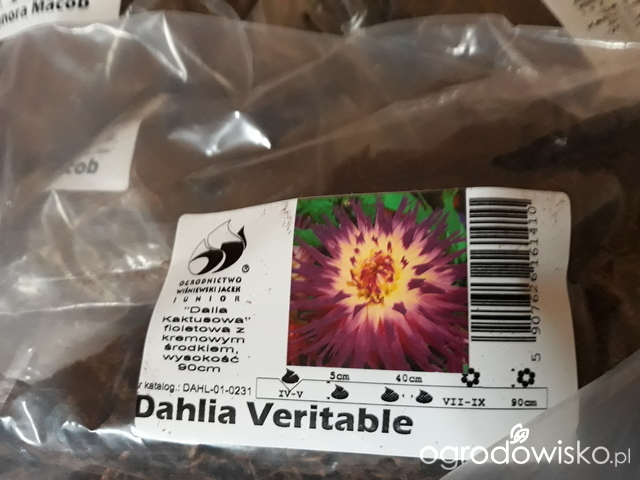 nora Macob
acob
OGRODNICTWO
WIŚNIEWSKI JACEK
JUNIOR
®
"Dalia
Kaktusowa"
fioletowa z
kremowym
środkiem,
wysokość
90cm
r katalog.: DAHL-01-0231
5cm 40cm
IV-V VII-IX 90cm
Dahlia Veritable
5 907626 161410
ogrodowisko.pl